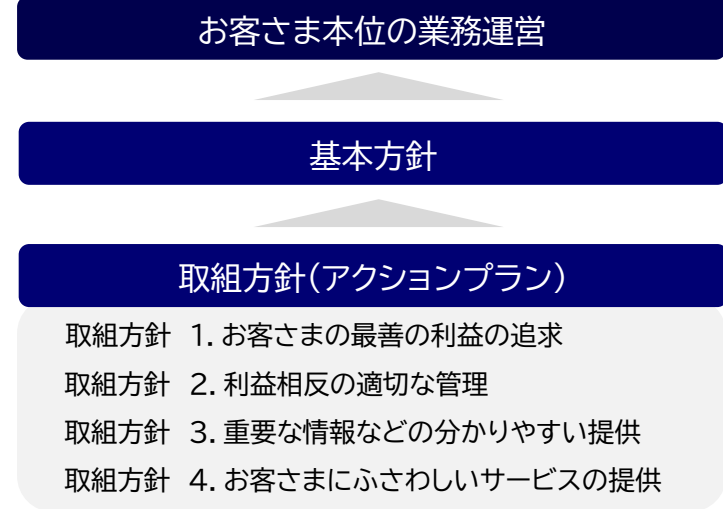 お客さま本位の業務運営
基本方針
取組方針(アクションプラン)
取組方針 1. お客さまの最善の利益の追求
取組方針 2. 利益相反の適切な管理
取組方針 3. 重要な情報などの分かりやすい提供
取組方針 4. お客さまにふさわしいサービスの提供